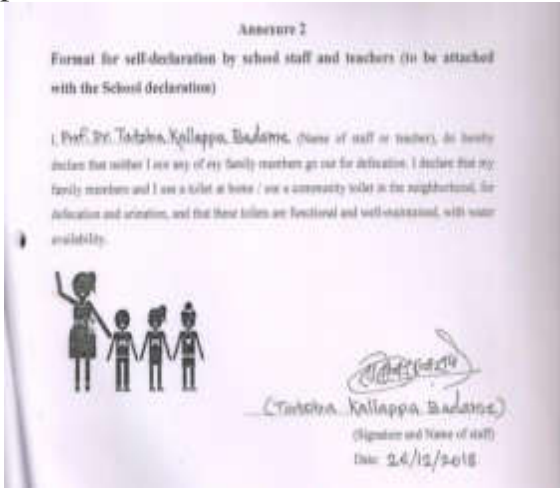 Annexure 2
Format for self-declaration by school staff and teachers (to be attached
with the School declaration)
I, Prof. Dr. Kallappa Badame (Name of staff or teacher), do hereby
declare that neither I nor any of my family members go out for defecation. I declare that my
family members and I use a toilet at home / use a community toilet in the neighborhood, for
defecation and urination, and that these toilets are functional and well-maintained, with water
availability.
Kallappa Badame)
(Signature and Name of staff)
Date: 26/12/2018